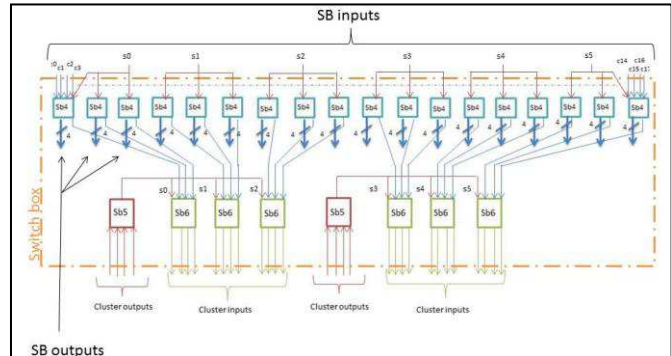 SB inputs
s0 s1 s2 s3 s4 s5
c1 c2 c3
c14 c16
c15
Sb4 Sb4 Sb4 Sb4 Sb4 Sb4 Sb4 Sb4 Sb4 Sb4 Sb4 Sb4 Sb4 Sb4 Sb4 Sb4 Sb4 Sb4
4 4 4 4 4 4 4 4 4 4 4 4 4 4 4 4 4 4
s0 s1 s2 s3 s4 s5
Sb5 Sb6 Sb6 Sb6 Sb5 Sb6 Sb6 Sb6
Switch box
Cluster outputs Cluster inputs Cluster outputs Cluster inputs
SB outputs